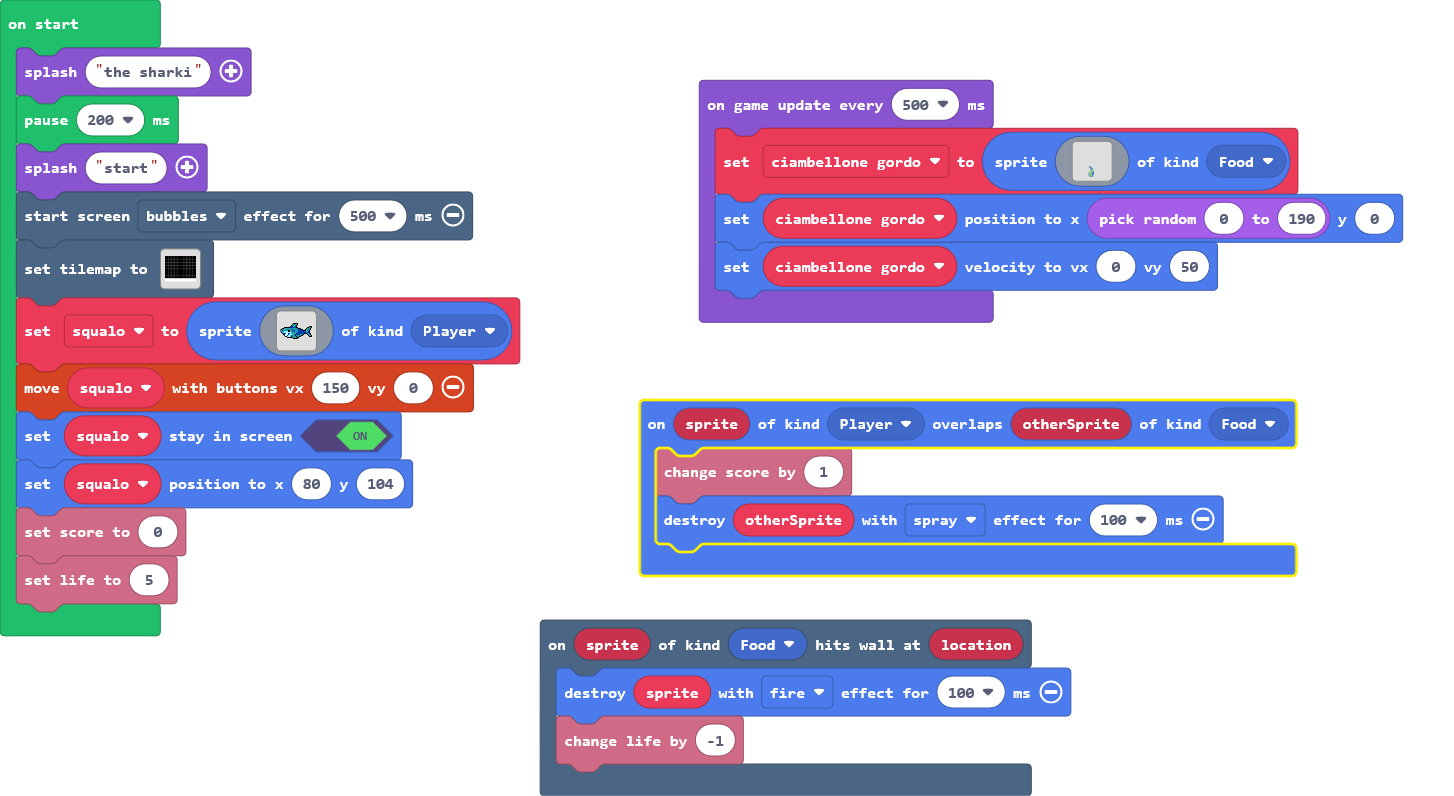 on start
splash "the sharki"
pause 200 ms
splash "start"
start screen bubbles effect for 500 ms
set tilemap to
set squalo to sprite of kind Player
move squalo with buttons vx 150 vy 0
set squalo stay in screen ON
set squalo position to x 80 y 104
set score to 0
set life to 5
on game update every 500 ms
set ciambellone gordo to sprite of kind Food
set ciambellone gordo position to x pick random 0 to 190 y 0
set ciambellone gordo velocity to vx 0 vy 50
on sprite of kind Player overlaps otherSprite of kind Food
change score by 1
destroy otherSprite with spray effect for 100 ms
on sprite of kind Food hits wall at location
destroy sprite with fire effect for 100 ms
change life by -1